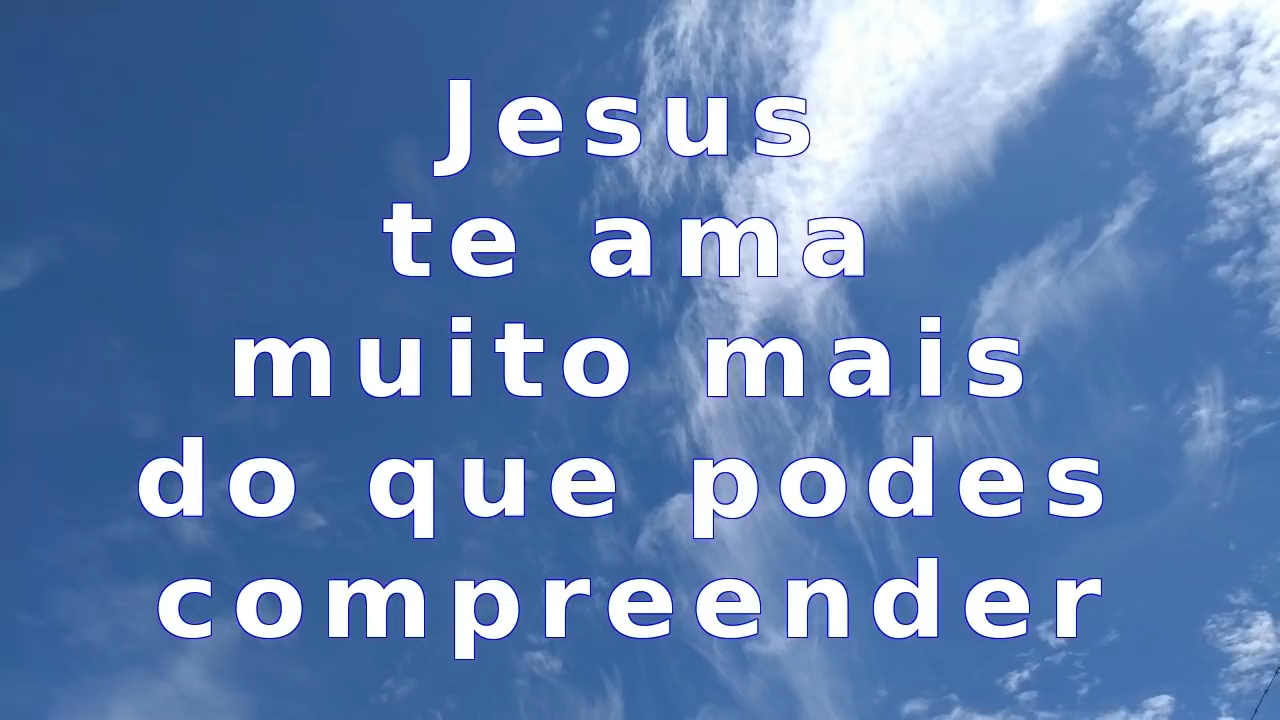 Jesus
te ama
muito mais
do que podes
compreender